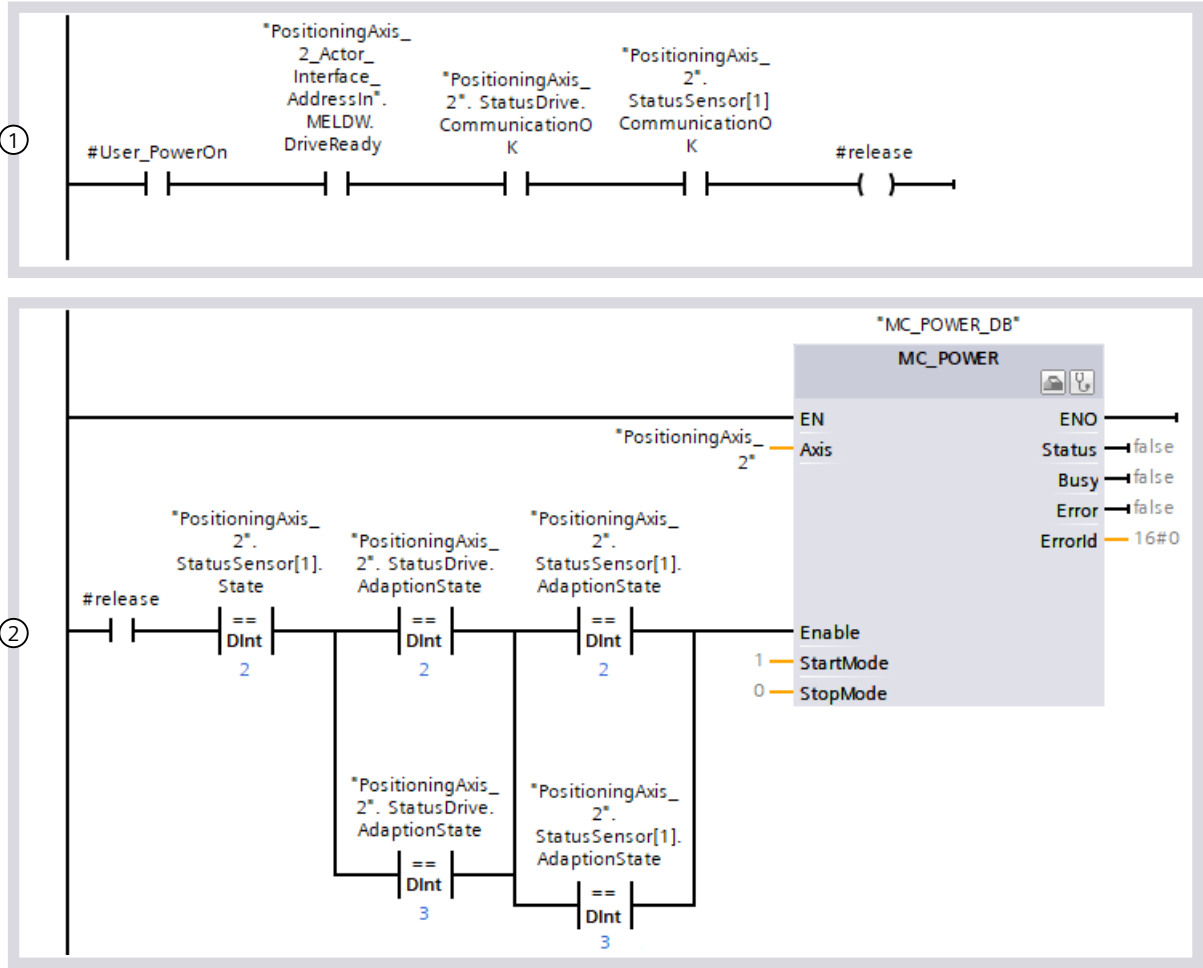 "PositioningAxis_
2_Actor_
Interface_
AddressIn".
MELDW.
DriveReady
"PositioningAxis_
2". StatusDrive.
CommunicationO
K
"PositioningAxis_
2".
StatusSensor[1]
CommunicationO
K
1
#User_PowerOn
#release
"MC_POWER_DB"
MC_POWER
EN
ENO
"PositioningAxis_
2"
Axis
Status
false
Busy
false
Error
false
ErrorId
16#0
"PositioningAxis_
2".
StatusSensor[1].
State
"PositioningAxis_
2". StatusDrive.
AdaptionState
"PositioningAxis_
2".
StatusSensor[1].
AdaptionState
2
#release
==
DInt
2
==
DInt
2
==
DInt
2
Enable
1
StartMode
0
StopMode
"PositioningAxis_
2". StatusDrive.
AdaptionState
==
DInt
3
"PositioningAxis_
2".
StatusSensor[1].
AdaptionState
==
DInt
3